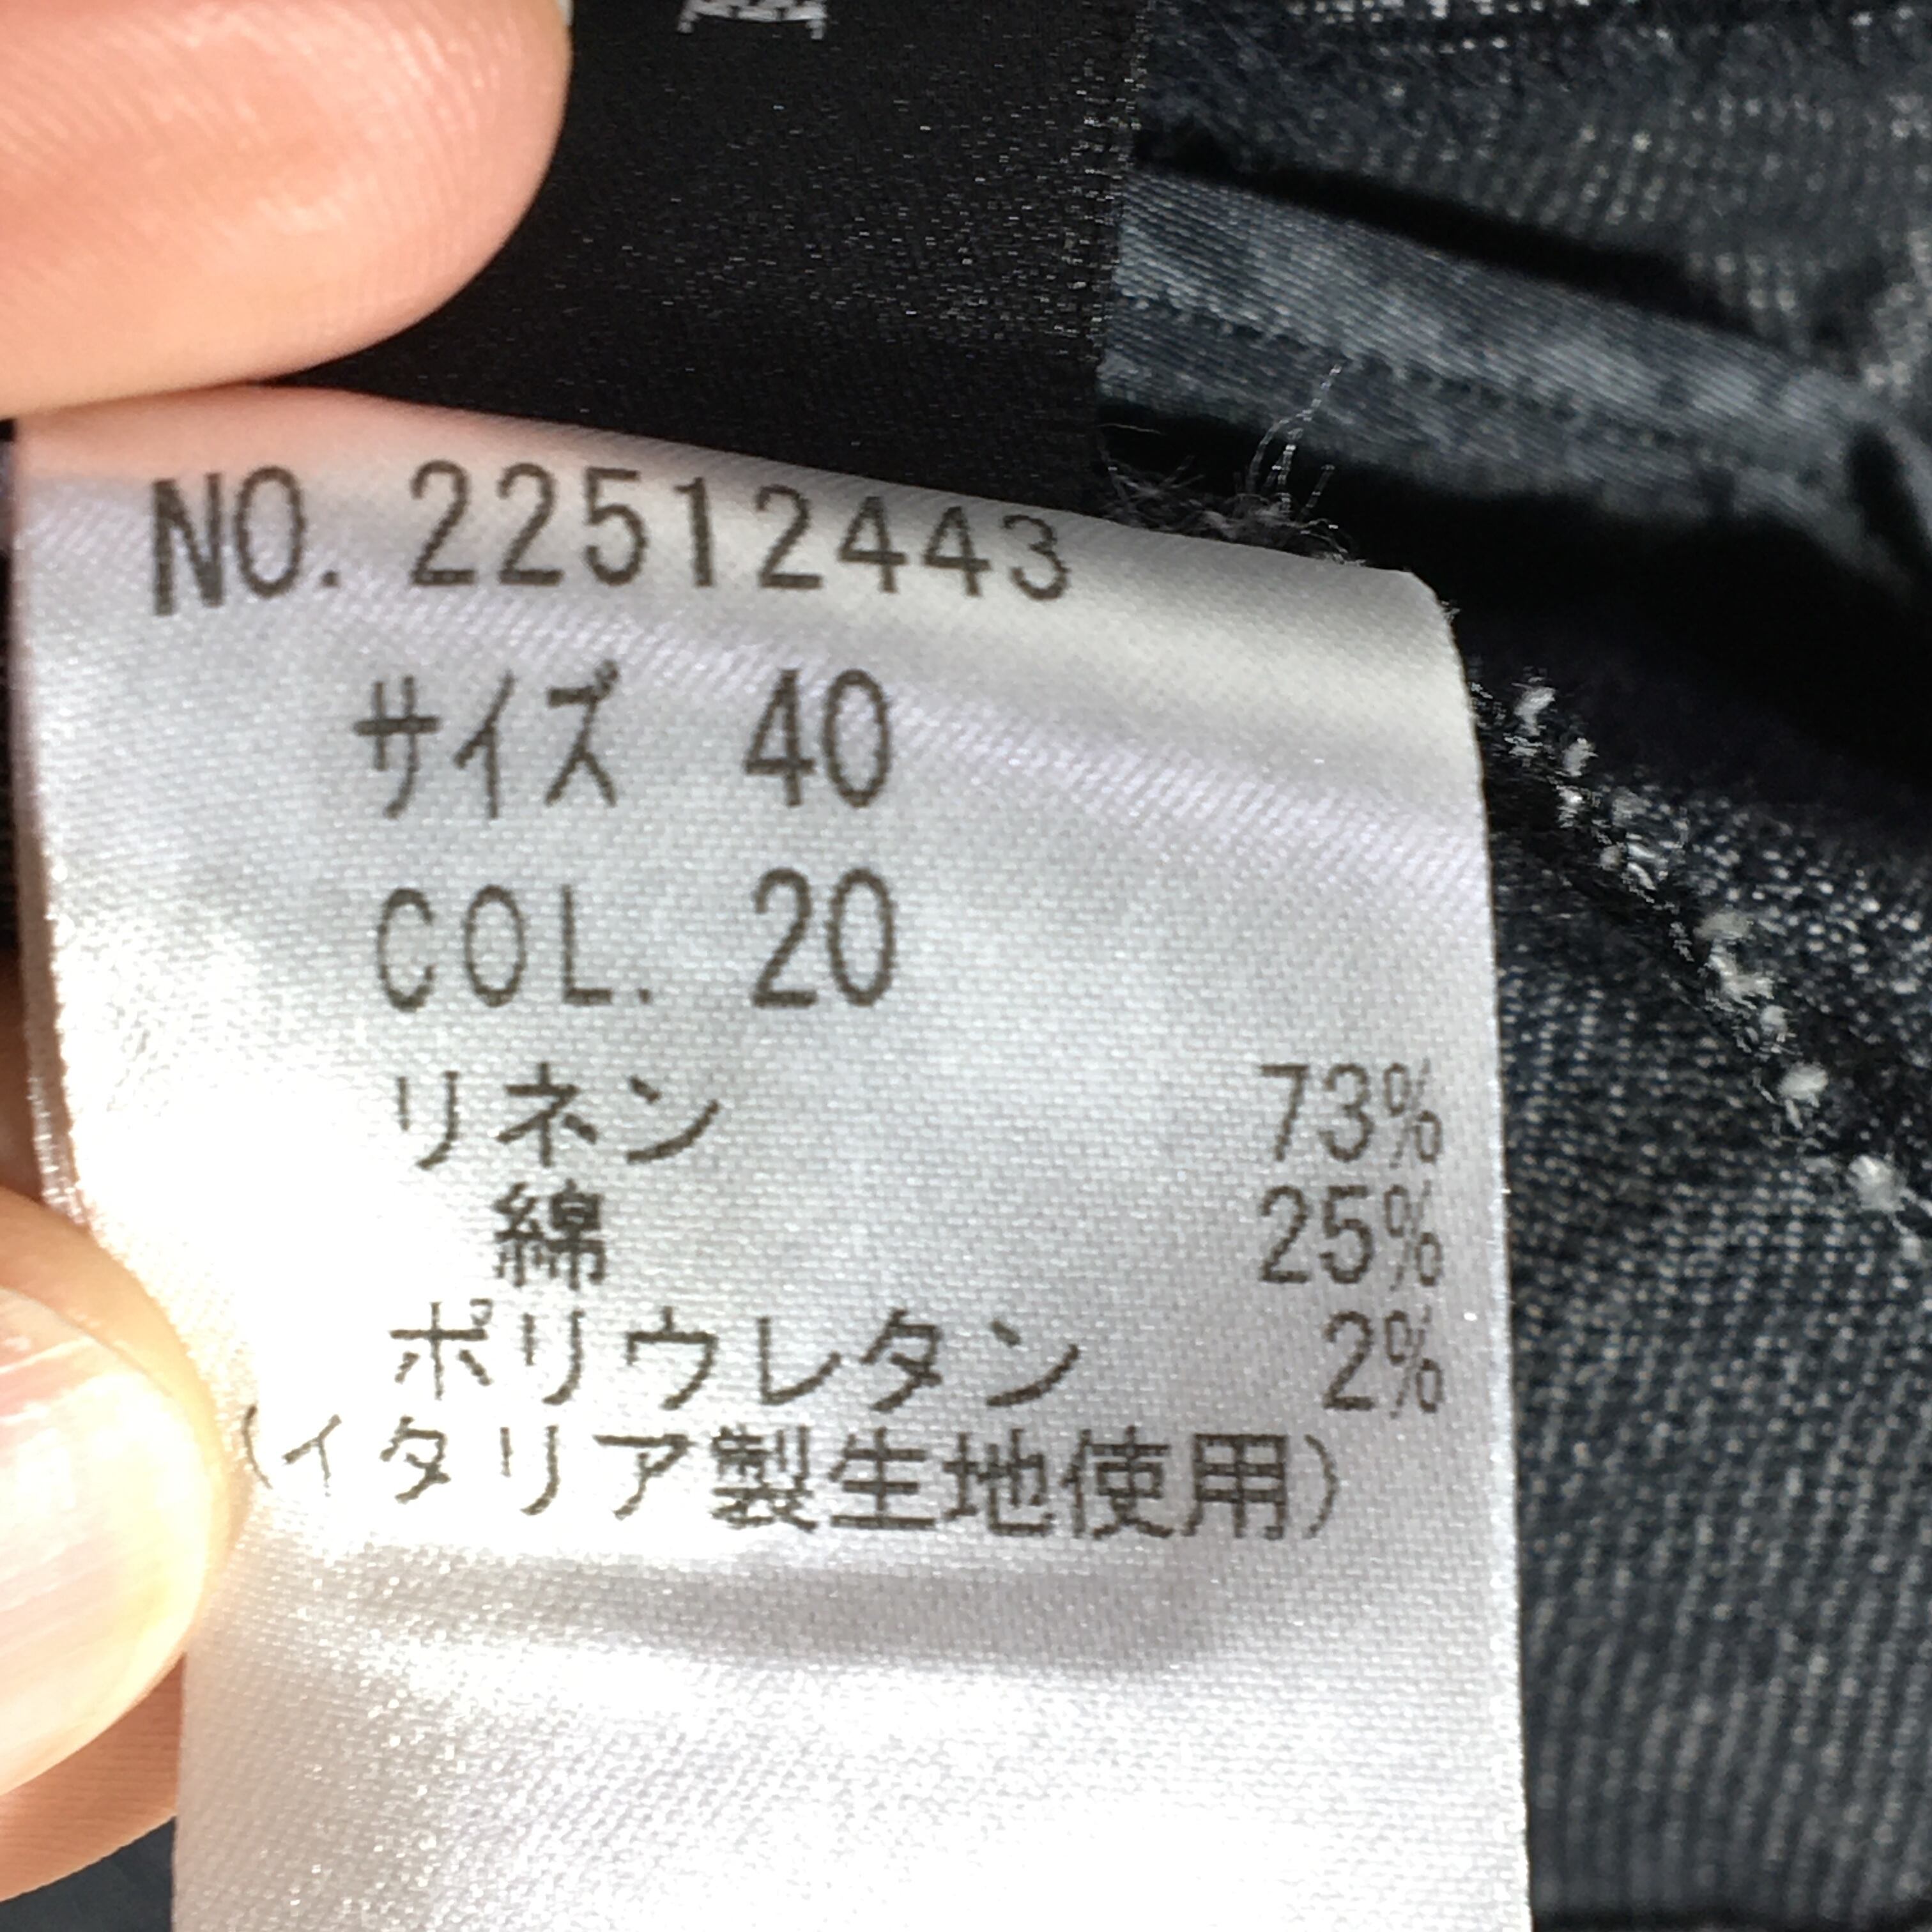 NO. 22512443
サイズ 40
COL. 20
リネン 73%
綿 25%
ポリウレタン 2%
(イタリア製生地使用)